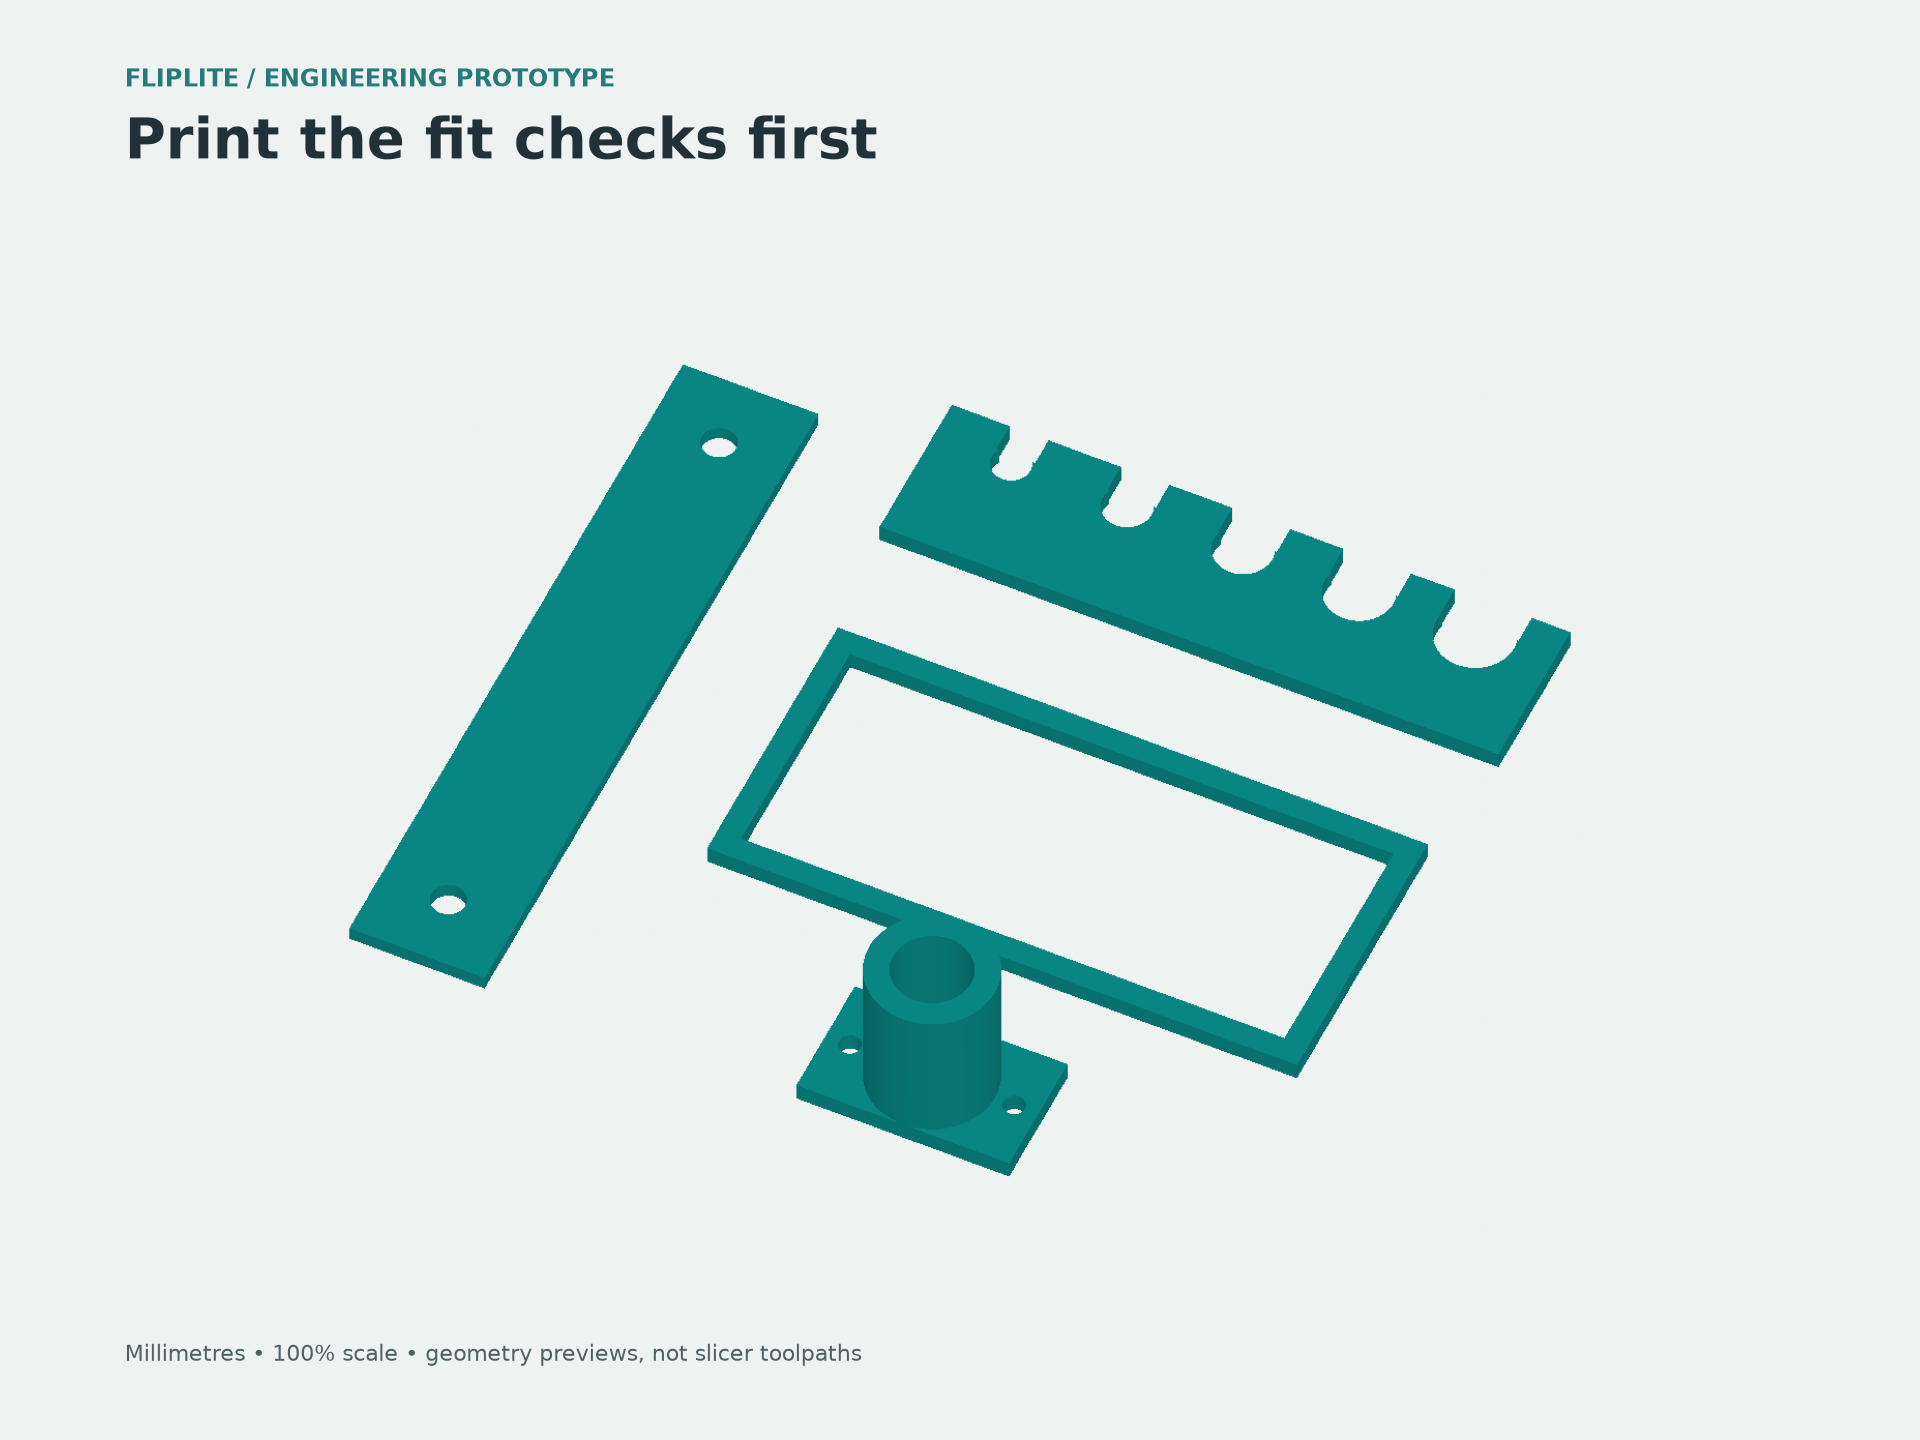 FLIPLITE / ENGINEERING PROTOTYPE
Print the fit checks first
Millimetres • 100% scale • geometry previews, not slicer toolpaths